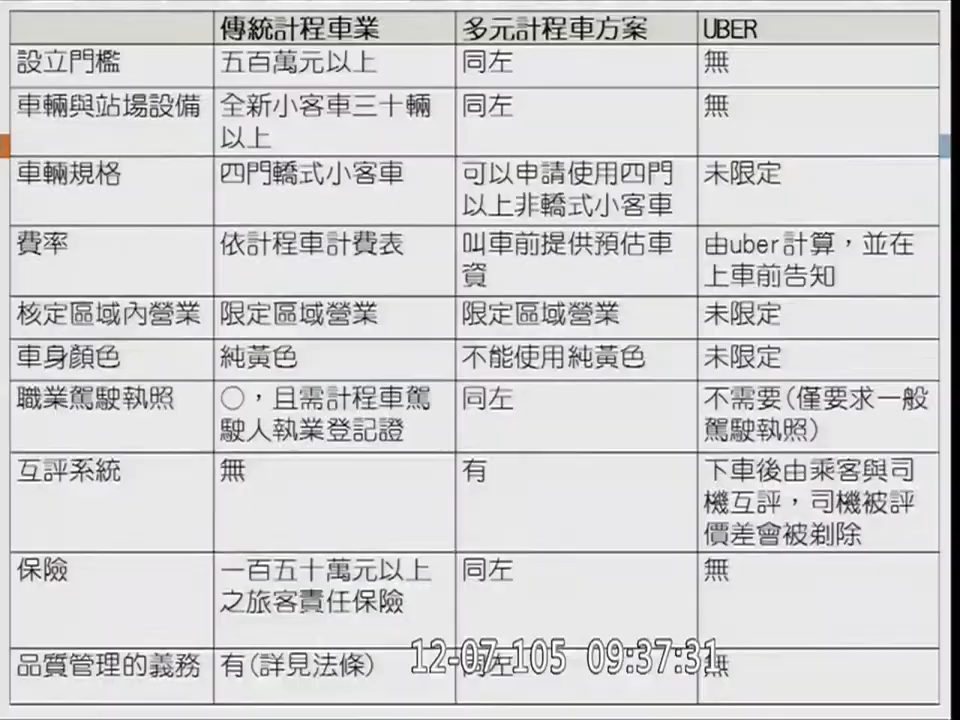 傳統計程車業 多元計程車方案 UBER
設立門檻 五百萬元以上 同左 無
車輛與站場設備 全新小客車三十輛 同左 無
以上
車輛規格 四門轎式小客車 可以申請使用四門 未限定
以上非轎式小客車
費率 依計程車計費表 叫車前提供預估車 由uber計算，並在
資 上車前告知
核定區域內營業 限定區域營業 限定區域營業 未限定
車身顏色 純黃色 不能使用純黃色 未限定
職業駕駛執照 ○，且需計程車駕 同左 不需要(僅要求一般
駛人執業登記證 駕駛執照)
互評系統 無 有 下車後由乘客與司
機互評，司機被評
價差會被剃除
保險 一百五十萬元以上 同左 無
之旅客責任保險
品質管理的義務 有(詳見法條) 同左 無
12-07-105 09:37:31